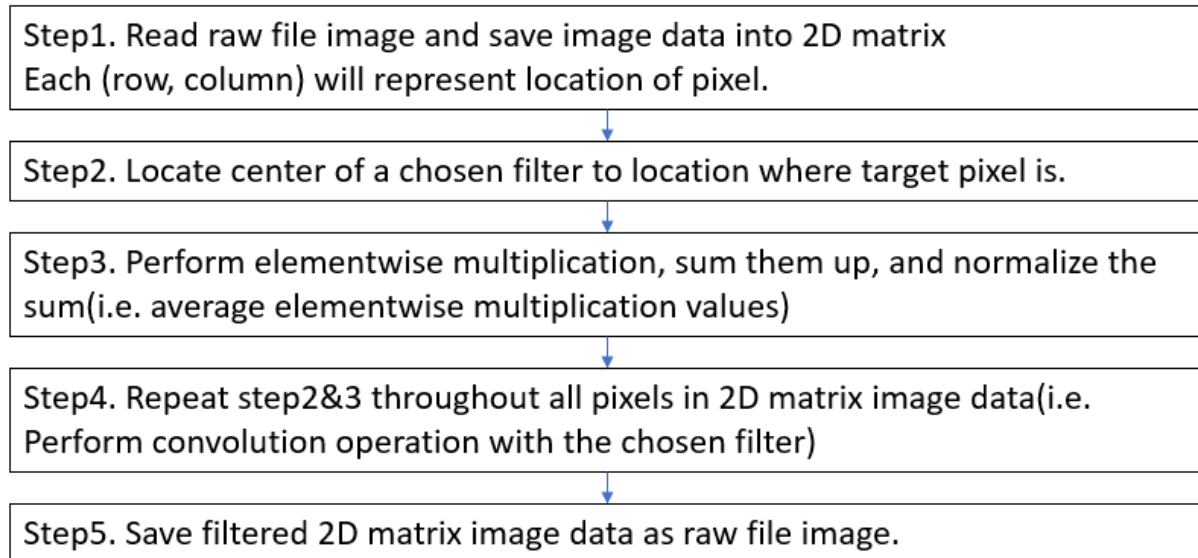 Step1. Read raw file image and save image data into 2D matrix
Each (row, column) will represent location of pixel.
Step2. Locate center of a chosen filter to location where target pixel is.
Step3. Perform elementwise multiplication, sum them up, and normalize the
sum(i.e. average elementwise multiplication values)
Step4. Repeat step2&3 throughout all pixels in 2D matrix image data(i.e.
Perform convolution operation with the chosen filter)
Step5. Save filtered 2D matrix image data as raw file image.